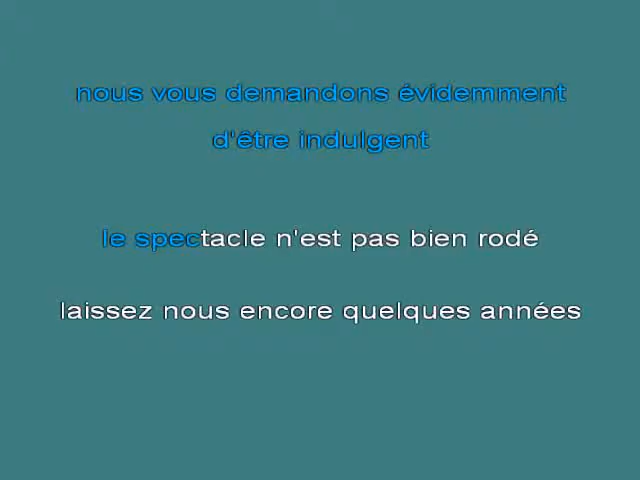 nous vous demandons évidemment
d'être indulgent
le spectacle n'est pas bien rodé
laissez nous encore quelques années